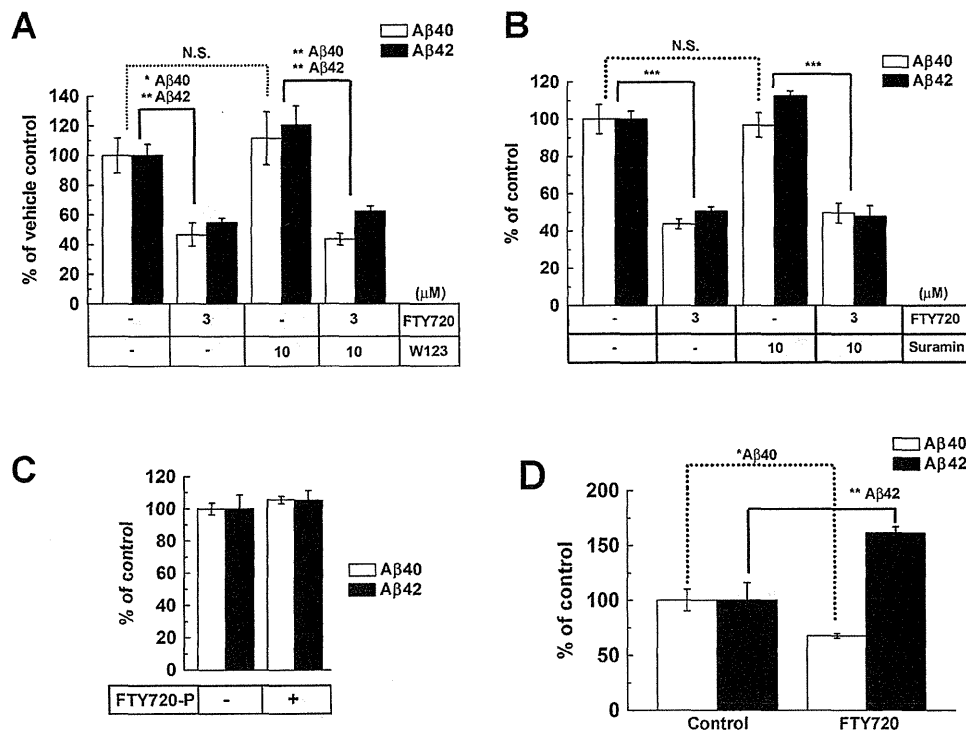 A
Aβ40
Aβ42
N.S.
* Aβ40
** Aβ42
** Aβ40
** Aβ42
% of vehicle control
140
120
100
80
60
40
20
0
(μM)
- 3 - 3 FTY720
- - 10 10 W123
B
Aβ40
Aβ42
N.S.
***
***
% of control
120
100
80
60
40
20
0
(μM)
- 3 - 3 FTY720
- - 10 10 Suramin
C
% of control
120
100
80
60
40
20
0
Aβ40
Aβ42
FTY720-P - +
D
Aβ40
Aβ42
*Aβ40
** Aβ42
% of control
200
150
100
50
0
Control FTY720